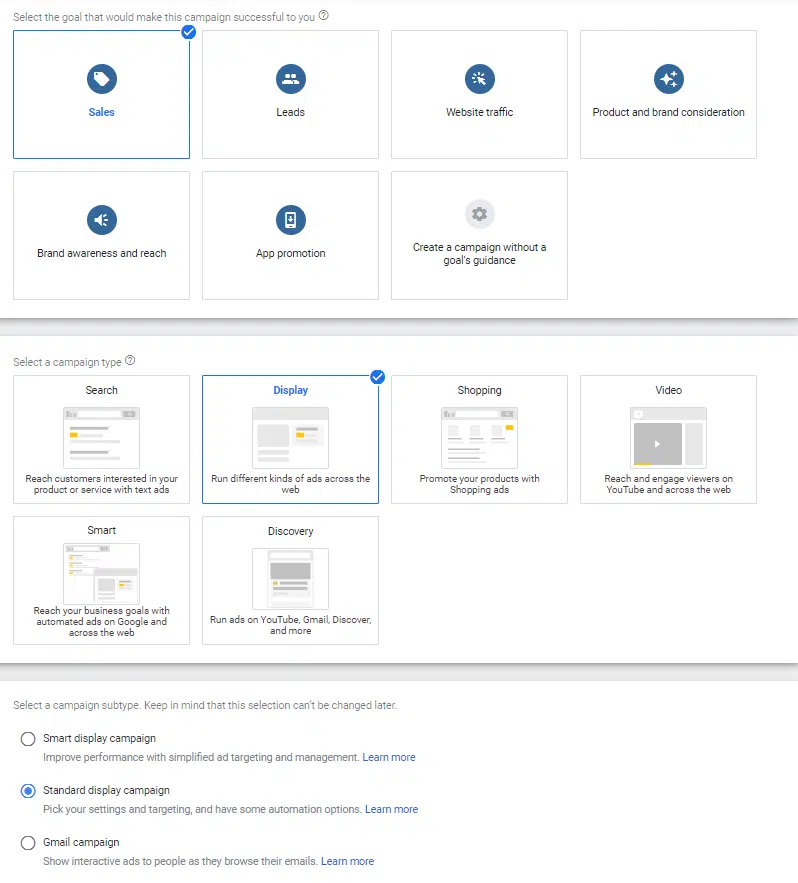 Select the goal that would make this campaign successful to you
Sales
Leads
Website traffic
Product and brand consideration
Brand awareness and reach
App promotion
Create a campaign without a
goal's guidance
Select a campaign type
Search
Reach customers interested in your
product or service with text ads
Display
Run different kinds of ads across the
web
Shopping
Promote your products with
Shopping ads
Video
Reach and engage viewers on
YouTube and across the web
Smart
Reach your business goals with
automated ads on Google and
across the web
Discovery
Run ads on YouTube, Gmail, Discover,
and more
Select a campaign subtype. Keep in mind that this selection can't be changed later.
Smart display campaign
Improve performance with simplified ad targeting and management. Learn more
Standard display campaign
Pick your settings and targeting, and have some automation options. Learn more
Gmail campaign
Show interactive ads to people as they browse their emails. Learn more